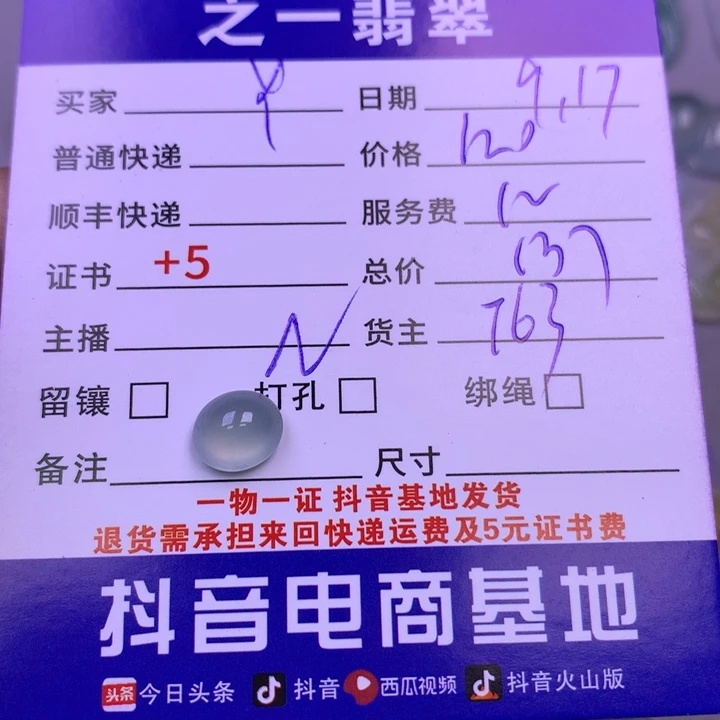 之一翡翠
买家 日期 9.17
普通快递 价格 120
顺丰快递 服务费 12
证书 +5 总价 137
主播 N 货主 763
留镶 打孔 绑绳
备注 尺寸
一物一证 抖音基地发货
退货需承担来回快递运费及5元证书费
抖音电商基地
头条 今日头条 抖音 西瓜视频 抖音火山版